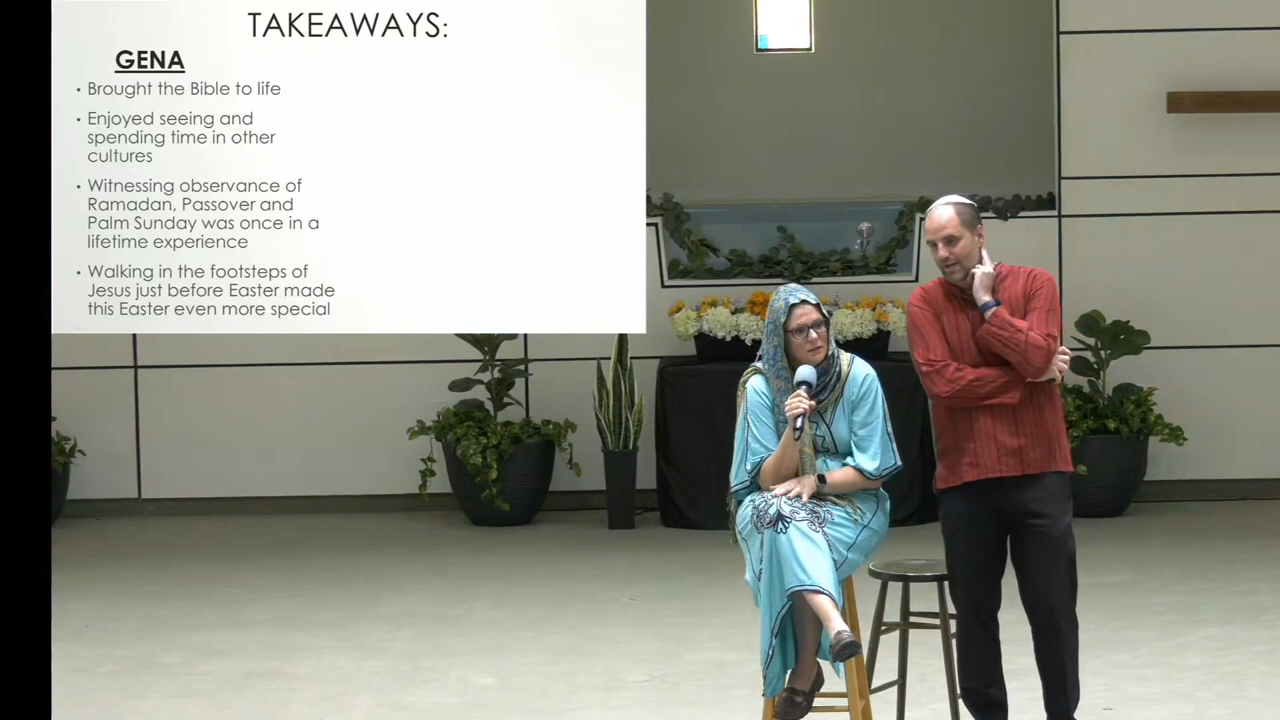 TAKEAWAYS:
GENA
• Brought the Bible to life
• Enjoyed seeing and
spending time in other
cultures
• Witnessing observance of
Ramadan, Passover and
Palm Sunday was once in a
lifetime experience
• Walking in the footsteps of
Jesus just before Easter made
this Easter even more special